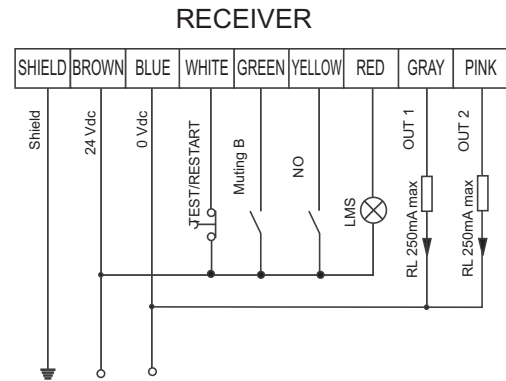 RECEIVER
SHIELD BROWN BLUE WHITE GREEN YELLOW RED GRAY PINK
Shield
24 Vdc
0 Vdc
TEST/RESTART
Muting B
NO
LMS
OUT 1
RL 250mA max
OUT 2
RL 250mA max